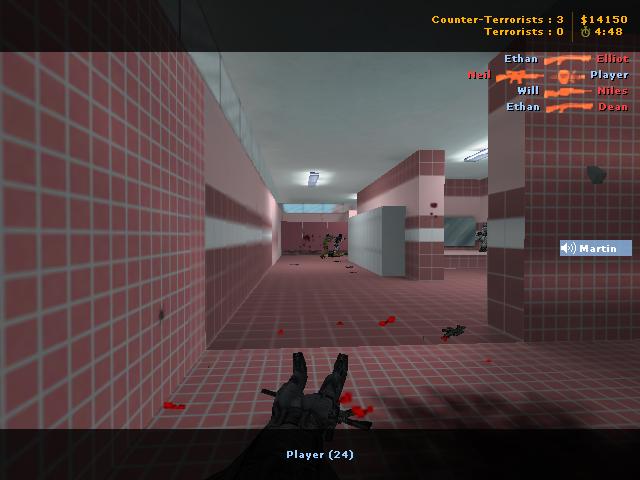 Counter-Terrorists : 3 $14150
Terrorists : 0 4:48
Ethan Elliot
Neil Player
Will Niles
Ethan Dean
Martin
Player (24)